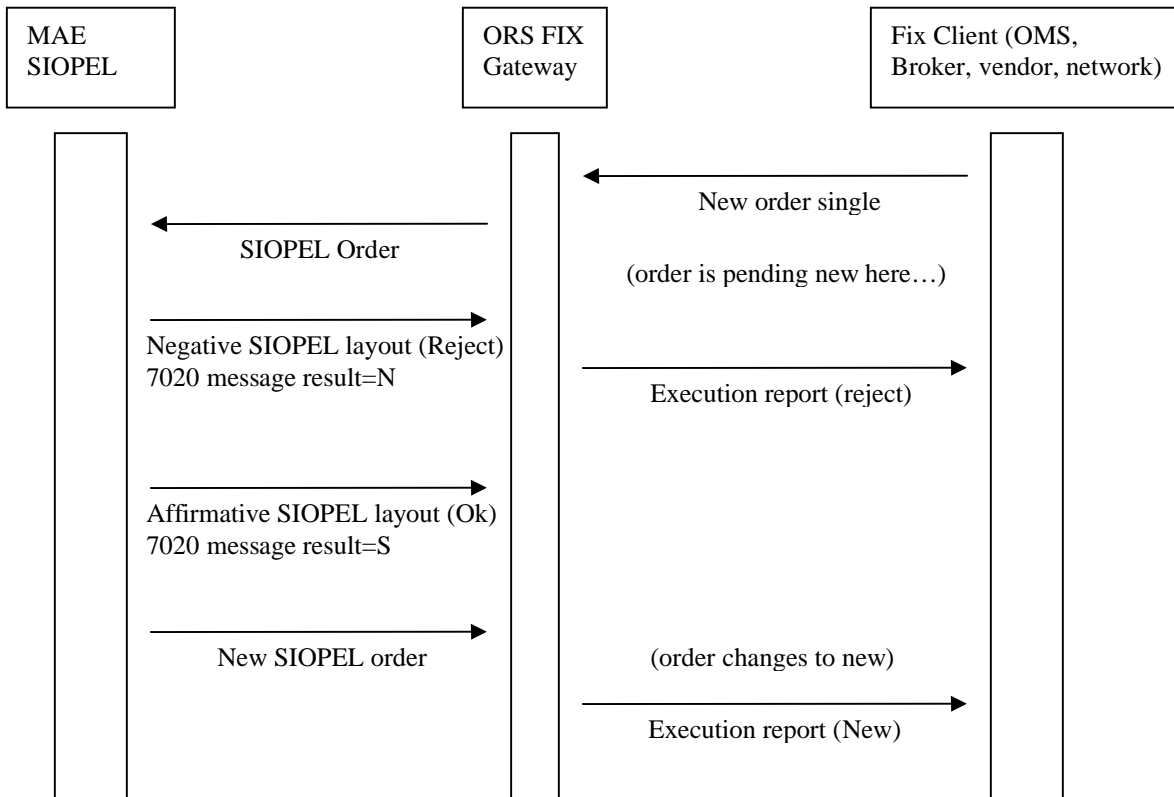 MAE
SIOPEL
ORS FIX
Gateway
Fix Client (OMS,
Broker, vendor, network)
New order single
SIOPEL Order
(order is pending new here…)
Negative SIOPEL layout (Reject)
7020 message result=N
Execution report (reject)
Affirmative SIOPEL layout (Ok)
7020 message result=S
New SIOPEL order
(order changes to new)
Execution report (New)